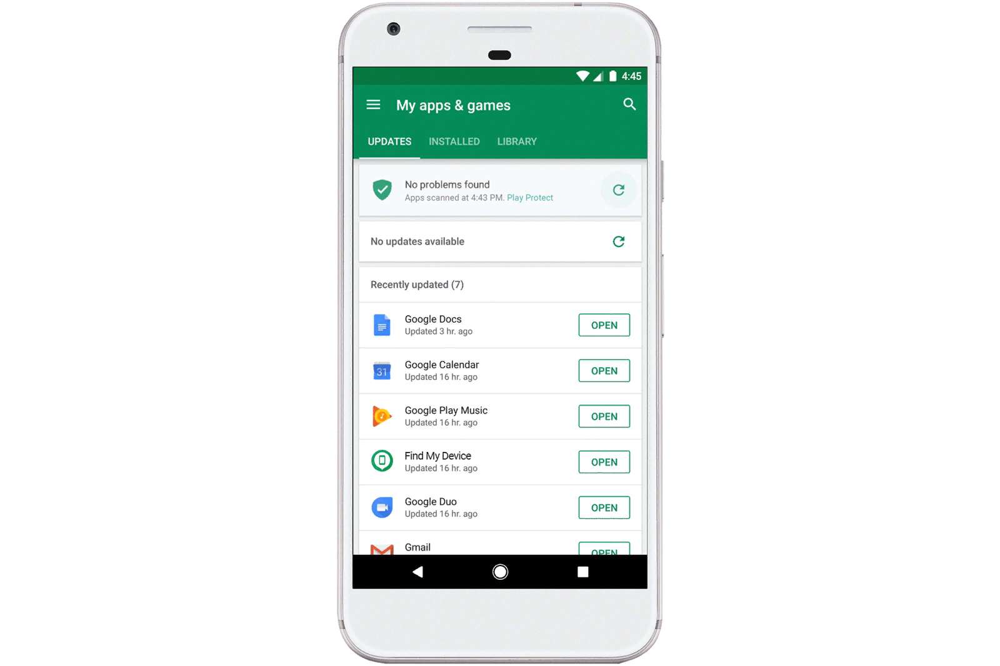 4:45
My apps & games
UPDATES INSTALLED LIBRARY
No problems found
Apps scanned at 4:43 PM. Play Protect
No updates available
Recently updated (7)
Google Docs
Updated 3 hr. ago
OPEN
31
Google Calendar
Updated 16 hr. ago
OPEN
Google Play Music
Updated 16 hr. ago
OPEN
Find My Device
Updated 16 hr. ago
OPEN
Google Duo
Updated 16 hr. ago
OPEN
Gmail
OPEN